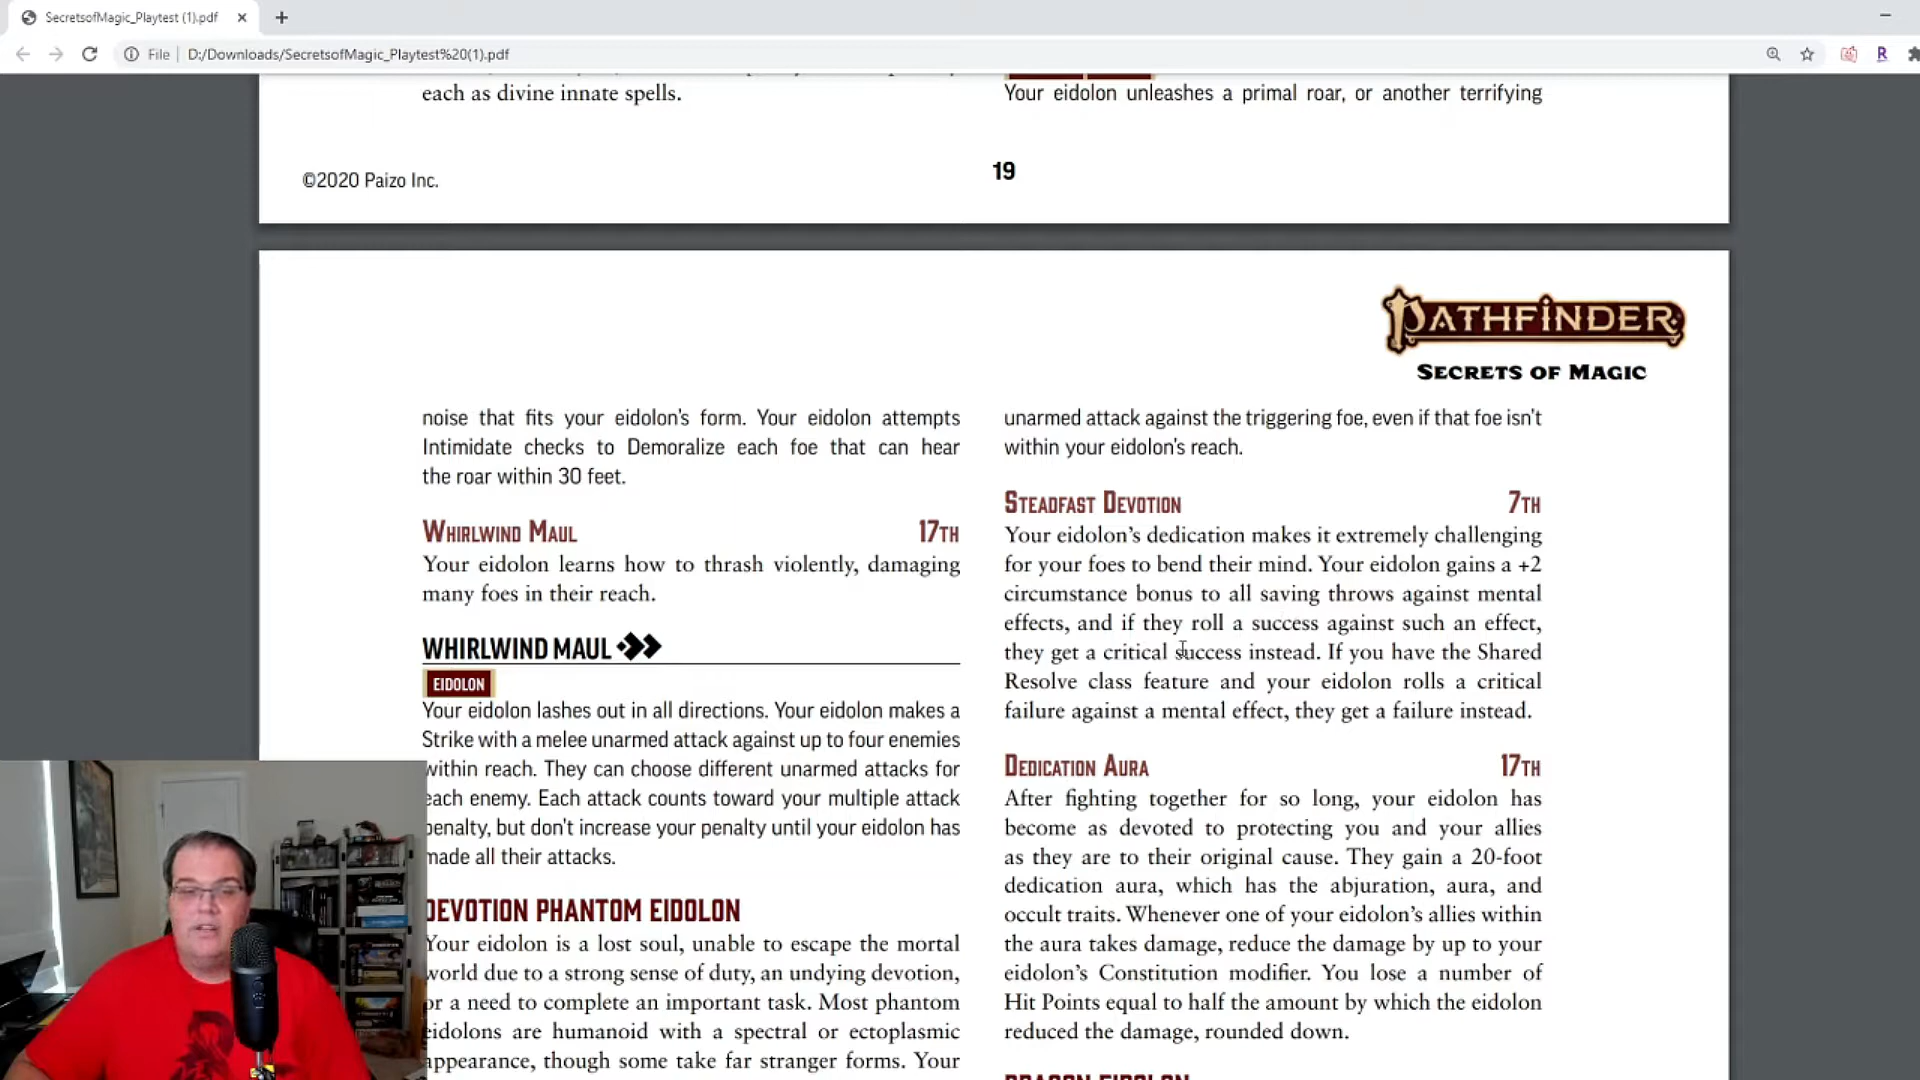 SecretsofMagic_Playtest (1).pdf
File
D:/Downloads/SecretsofMagic_Playtest%20(1).pdf
R
each as divine innate spells.
©2020 Paizo Inc.
19
Your eidolon unleashes a primal roar, or another terrifying
PATHFINDER
SECRETS OF MAGIC
noise that fits your eidolon's form. Your eidolon attempts
Intimidate checks to Demoralize each foe that can hear
the roar within 30 feet.
WHIRLWIND MAUL 17TH
Your eidolon learns how to thrash violently, damaging
many foes in their reach.
WHIRLWIND MAUL
EIDOLON
Your eidolon lashes out in all directions. Your eidolon makes a
Strike with a melee unarmed attack against up to four enemies
within reach. They can choose different unarmed attacks for
each enemy. Each attack counts toward your multiple attack
penalty, but don't increase your penalty until your eidolon has
made all their attacks.
DEVOTION PHANTOM EIDOLON
Your eidolon is a lost soul, unable to escape the mortal
world due to a strong sense of duty, an undying devotion,
or a need to complete an important task. Most phantom
eidolons are humanoid with a spectral or ectoplasmic
appearance, though some take far stranger forms. Your
unarmed attack against the triggering foe, even if that foe isn't
within your eidolon's reach.
STEADFAST DEVOTION 7TH
Your eidolon's dedication makes it extremely challenging
for your foes to bend their mind. Your eidolon gains a +2
circumstance bonus to all saving throws against mental
effects, and if they roll a success against such an effect,
they get a critical success instead. If you have the Shared
Resolve class feature and your eidolon rolls a critical
failure against a mental effect, they get a failure instead.
DEDICATION AURA 17TH
After fighting together for so long, your eidolon has
become as devoted to protecting you and your allies
as they are to their original cause. They gain a 20-foot
dedication aura, which has the abjuration, aura, and
occult traits. Whenever one of your eidolon's allies within
the aura takes damage, reduce the damage by up to your
eidolon's Constitution modifier. You lose a number of
Hit Points equal to half the amount by which the eidolon
reduced the damage, rounded down.
DRAGON EIDOLON